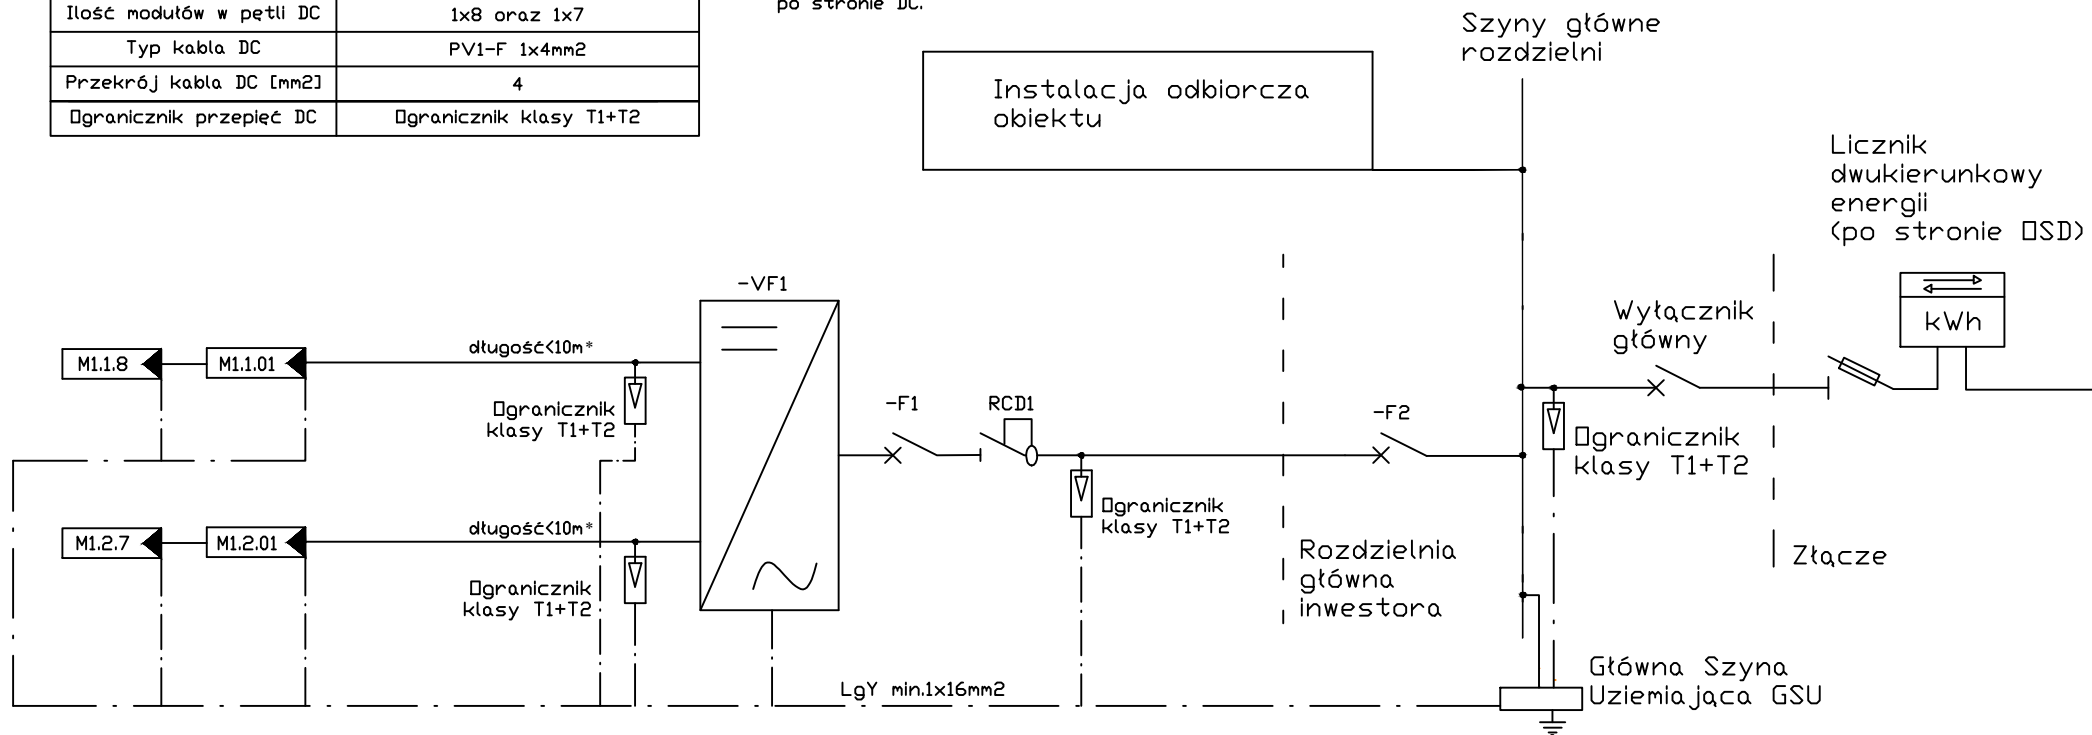 Ilość modułów w pętli DC 1x8 oraz 1x7
Typ kabla DC PV1-F 1x4mm2
Przekrój kabla DC [mm2] 4
Ogranicznik przepięć DC Ogranicznik klasy T1+T2
po stronie DC.
Szyny główne
rozdzielni
Instalacja odbiorcza
obiektu
Licznik
dwukierunkowy
energii
(po stronie OSD)
kWh
Wyłącznik
główny
-VF1
M1.1.8
M1.1.01
długość<10m*
Ogranicznik
klasy T1+T2
-F1
RCD1
-F2
Ogranicznik
klasy T1+T2
M1.2.7
M1.2.01
długość<10m*
Ogranicznik
klasy T1+T2
Ogranicznik
klasy T1+T2
Rozdzielnia
główna
inwestora
Złącze
LgY min.1x16mm2
Główna Szyna
Uziemiająca GSU